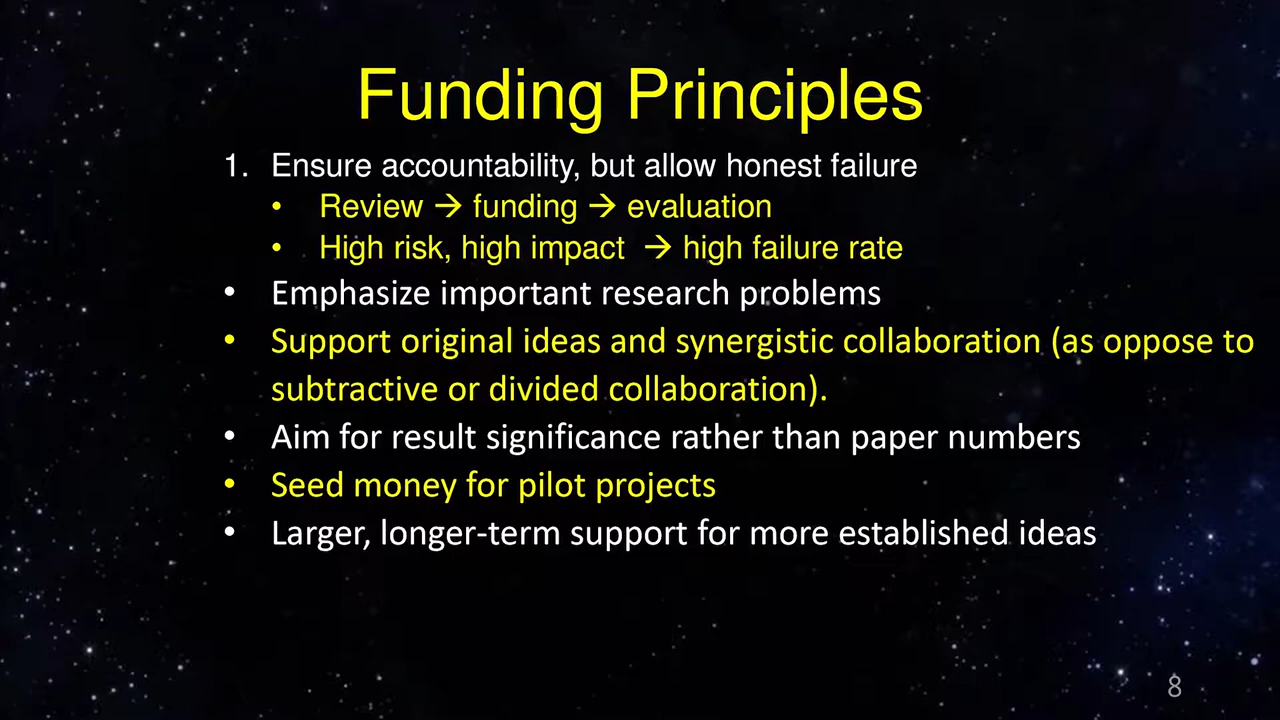 Funding Principles
1. Ensure accountability, but allow honest failure
• Review → funding → evaluation
• High risk, high impact → high failure rate
• Emphasize important research problems
• Support original ideas and synergistic collaboration (as oppose to
subtractive or divided collaboration).
• Aim for result significance rather than paper numbers
• Seed money for pilot projects
• Larger, longer-term support for more established ideas
8